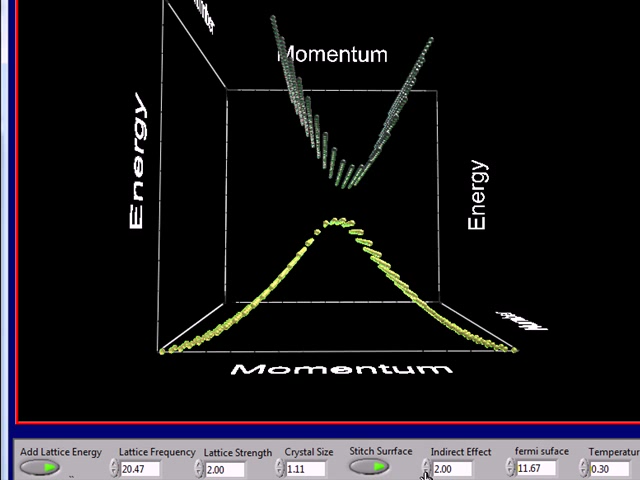 Momentum
Energy
Energy
Momentum
Add Lattice Energy
Lattice Frequency
20.47
Lattice Strength
2.00
Crystal Size
1.11
Stitch Surface
Indirect Effect
2.00
fermi suface
11.67
Temperatur
0.30